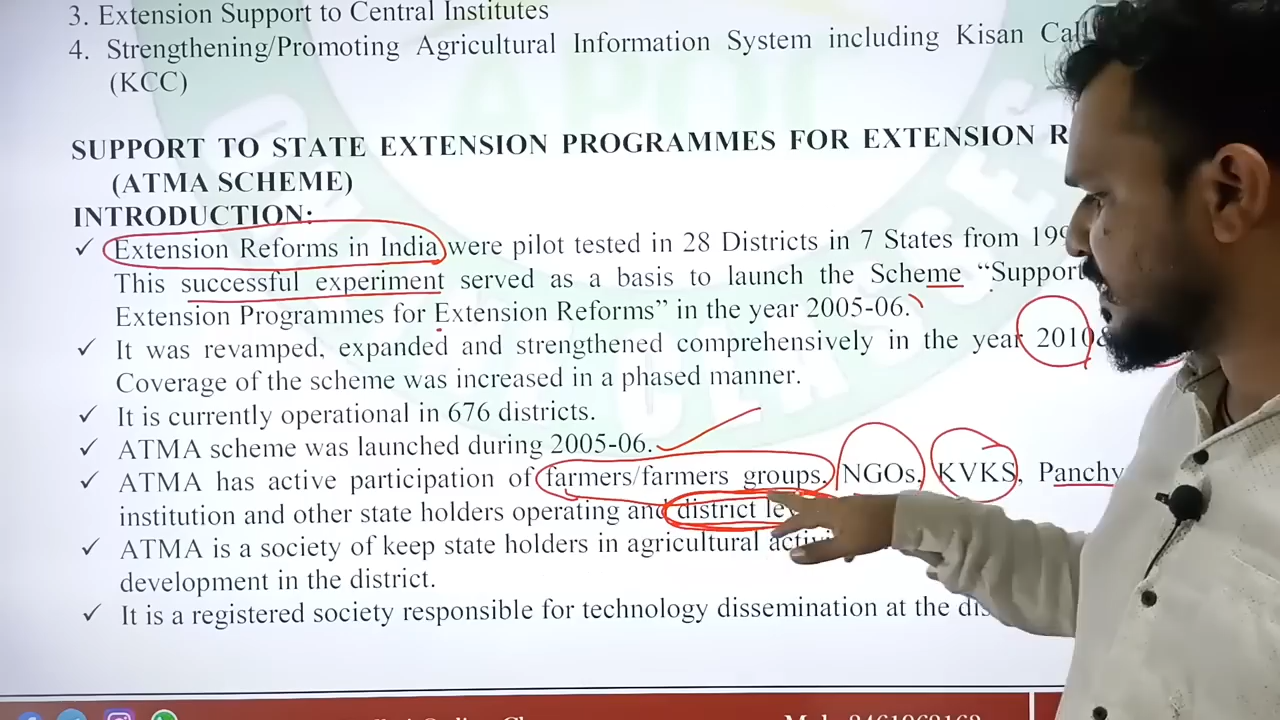 3. Extension Support to Central Institutes
4. Strengthening/Promoting Agricultural Information System including Kisan Call
(KCC)
SUPPORT TO STATE EXTENSION PROGRAMMES FOR EXTENSION R
(ATMA SCHEME)
INTRODUCTION:
✓ Extension Reforms in India were pilot tested in 28 Districts in 7 States from 199
This successful experiment served as a basis to launch the Scheme “Support
Extension Programmes for Extension Reforms” in the year 2005-06.
✓ It was revamped, expanded and strengthened comprehensively in the year 2010&
Coverage of the scheme was increased in a phased manner.
✓ It is currently operational in 676 districts.
✓ ATMA scheme was launched during 2005-06.
✓ ATMA has active participation of farmers/farmers groups, NGOs, KVKS, Panchy
institution and other state holders operating and district le
✓ ATMA is a society of keep state holders in agricultural activi
development in the district.
✓ It is a registered society responsible for technology dissemination at the dis